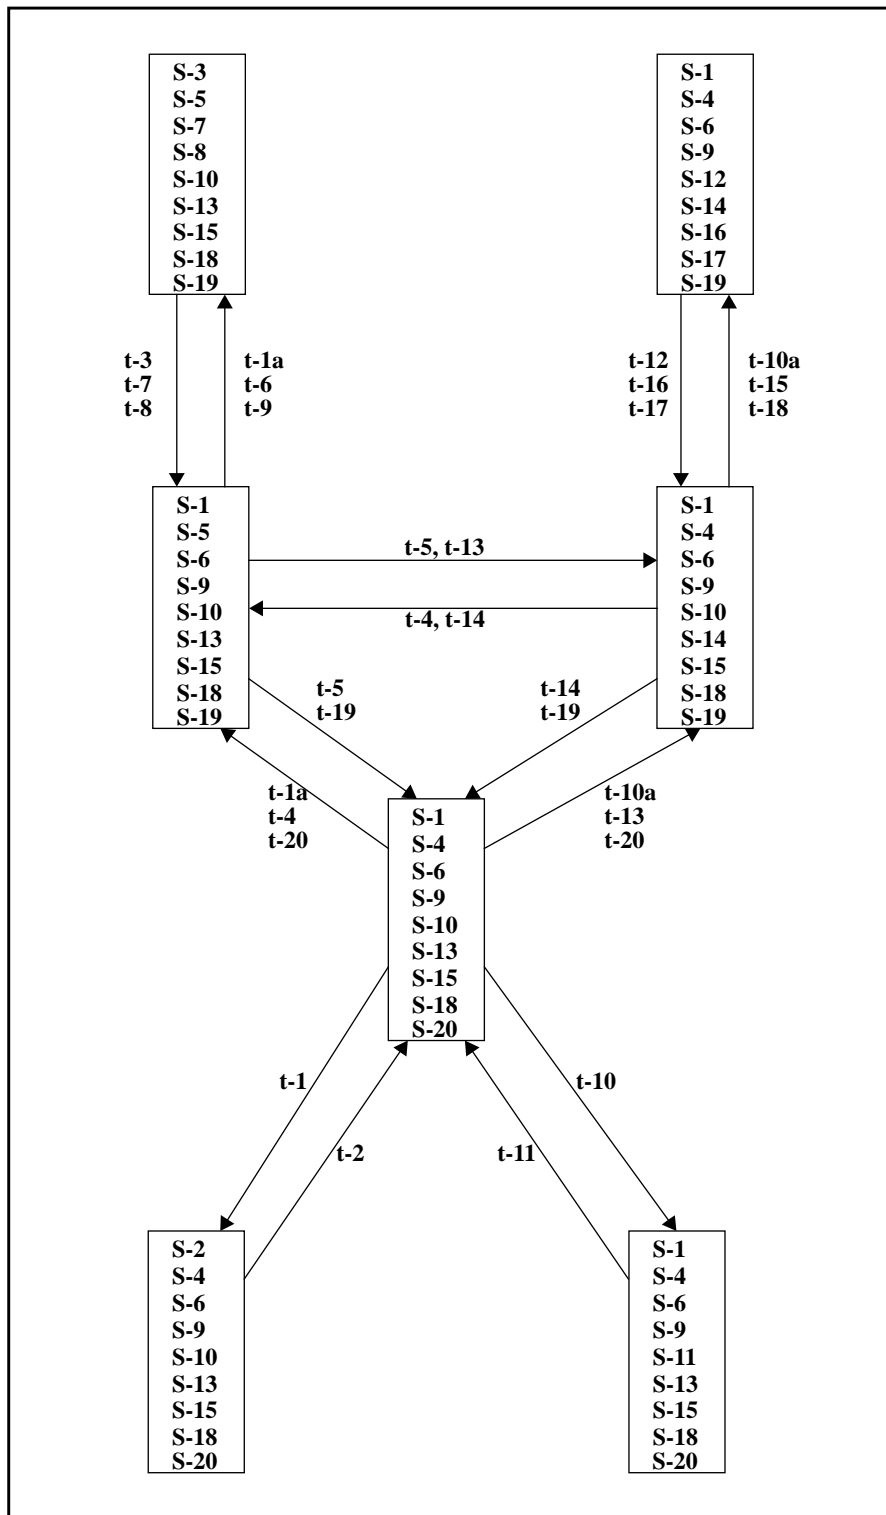 S-3
S-5
S-7
S-8
S-10
S-13
S-15
S-18
S-19
S-1
S-4
S-6
S-9
S-12
S-14
S-16
S-17
S-19
t-3
t-7
t-8
t-1a
t-6
t-9
t-12
t-16
t-17
t-10a
t-15
t-18
S-1
S-5
S-6
S-9
S-10
S-13
S-15
S-18
S-19
t-5, t-13
t-4, t-14
S-1
S-4
S-6
S-9
S-10
S-14
S-15
S-18
S-19
t-5
t-19
t-14
t-19
t-1a
t-4
t-20
t-10a
t-13
t-20
S-1
S-4
S-6
S-9
S-10
S-13
S-15
S-18
S-20
t-1
t-2
t-10
t-11
S-2
S-4
S-6
S-9
S-10
S-13
S-15
S-18
S-20
S-1
S-4
S-6
S-9
S-11
S-13
S-15
S-18
S-20